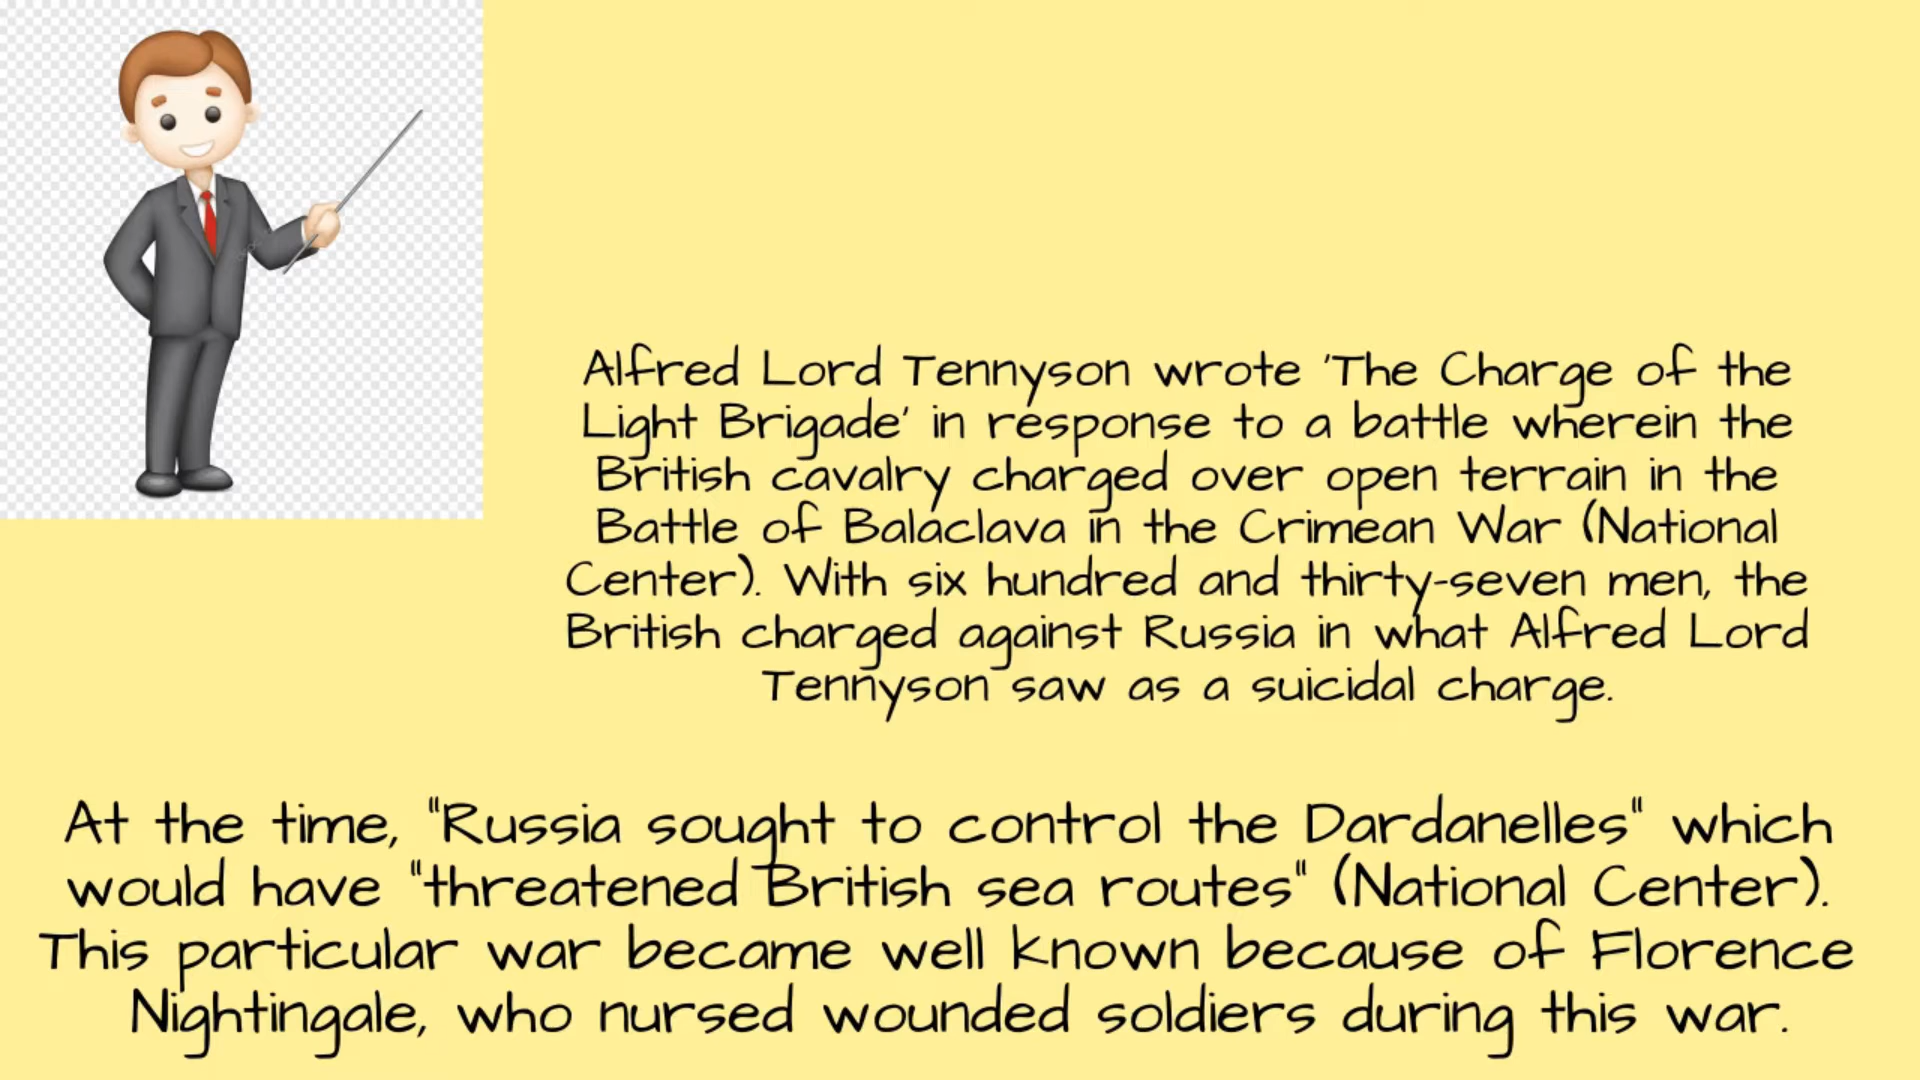 Alfred Lord Tennyson wrote 'The Charge of the
Light Brigade' in response to a battle wherein the
British cavalry charged over open terrain in the
Battle of Balaclava in the Crimean War (National
Center). With six hundred and thirty-seven men, the
British charged against Russia in what Alfred Lord
Tennyson saw as a suicidal charge.
At the time, "Russia sought to control the Dardanelles" which
would have "threatened British sea routes" (National Center).
This particular war became well known because of Florence
Nightingale, who nursed wounded soldiers during this war.